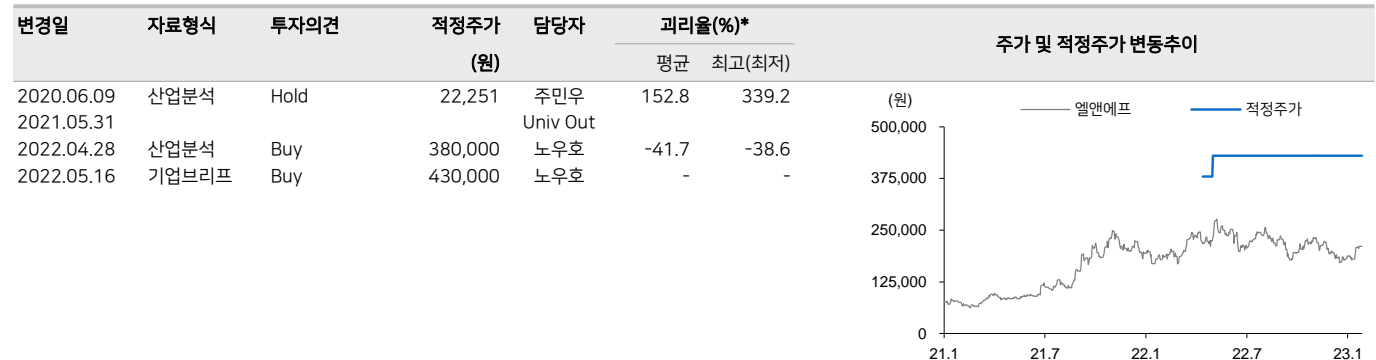 변경일 자료형식 투자의견 적정주가 담당자 괴리율(%)* 주가 및 적정주가 변동추이
(원) 평균 최고(최저)
2020.06.09 산업분석 Hold 22,251 주민우 152.8 339.2
2021.05.31 Univ Out
2022.04.28 산업분석 Buy 380,000 노우호 -41.7 -38.6
2022.05.16 기업브리프 Buy 430,000 노우호 - -
(원) 엘앤에프 적정주가
500,000
375,000
250,000
125,000
0
21.1 21.7 22.1 22.7 23.1